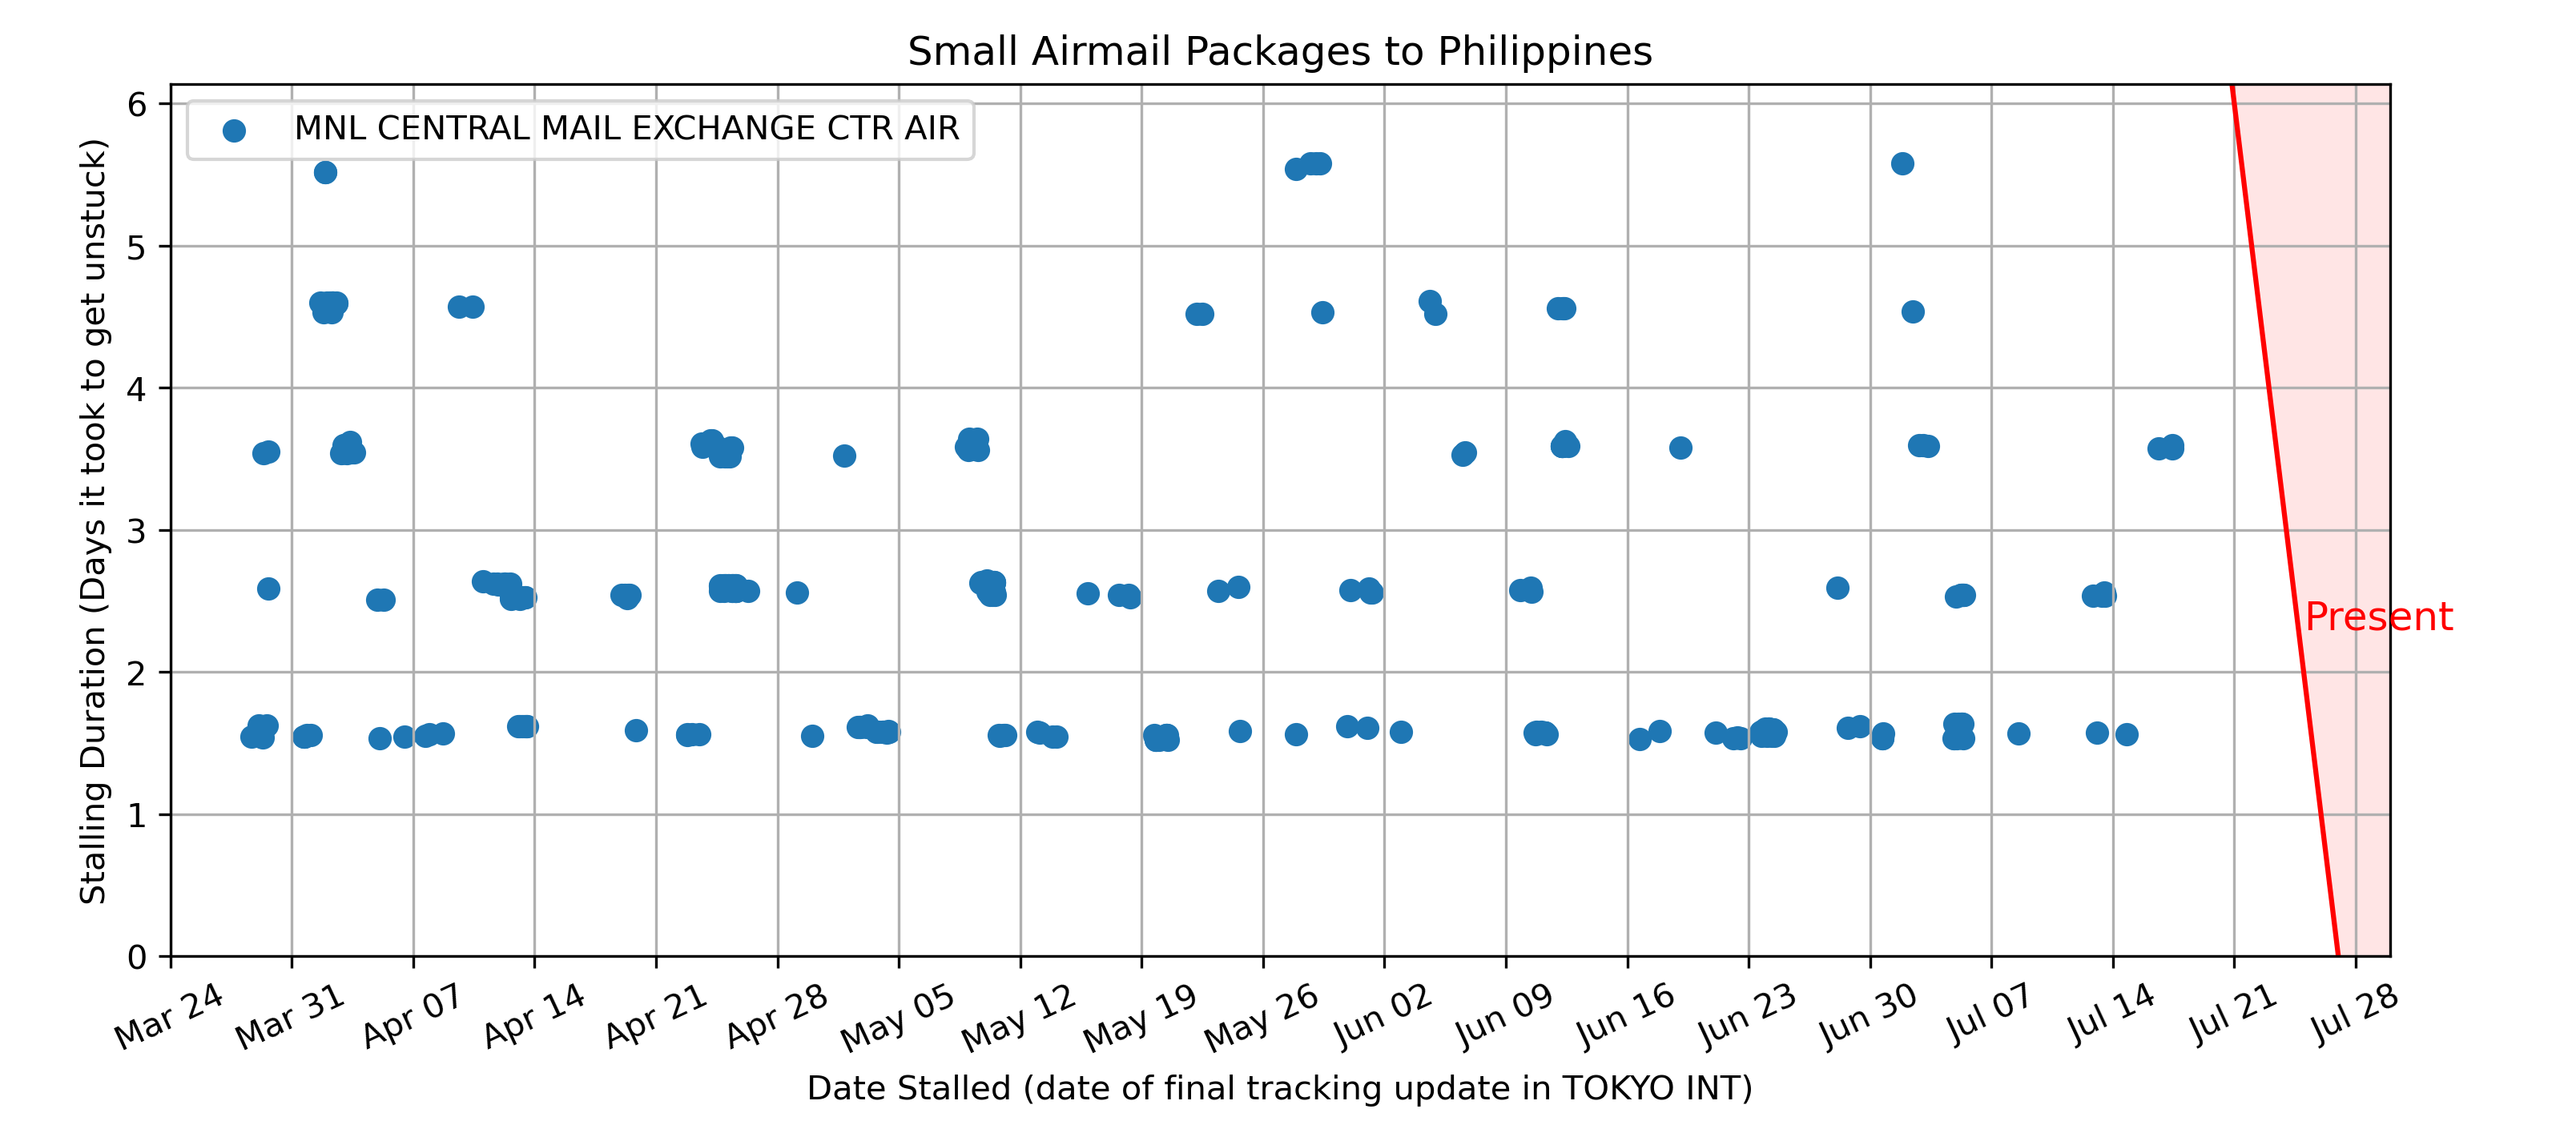 Small Airmail Packages to Philippines
MNL CENTRAL MAIL EXCHANGE CTR AIR
Stalling Duration (Days it took to get unstuck)
6
5
4
3
2
1
0
Present
Mar 24 Mar 31 Apr 07 Apr 14 Apr 21 Apr 28 May 05 May 12 May 19 May 26 Jun 02 Jun 09 Jun 16 Jun 23 Jun 30 Jul 07 Jul 14 Jul 21 Jul 28
Date Stalled (date of final tracking update in TOKYO INT)